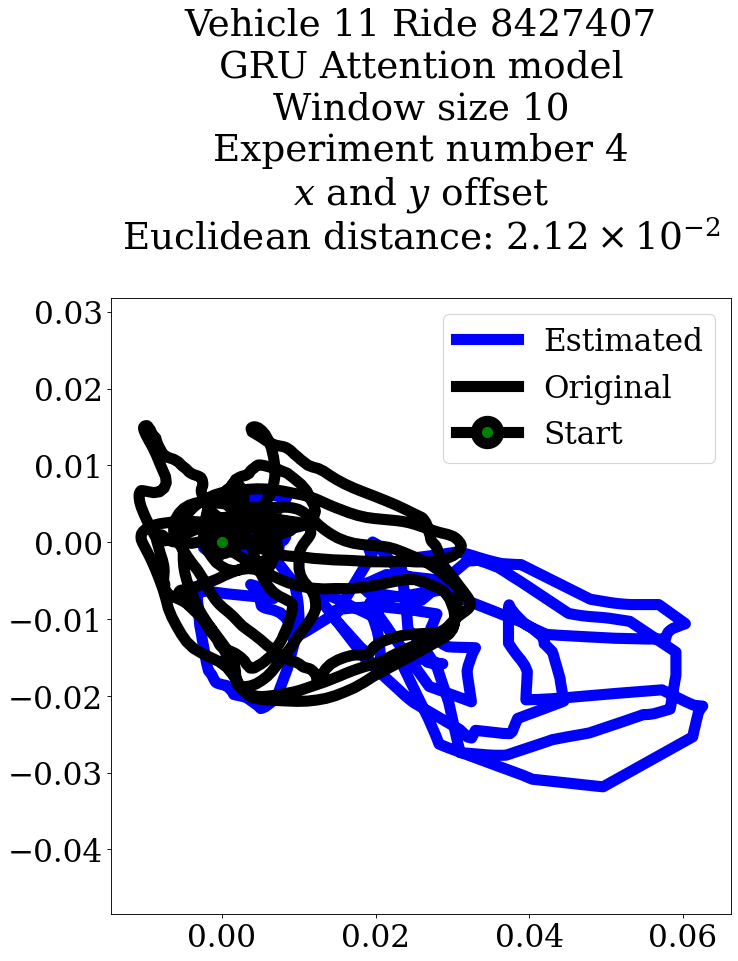 Vehicle 11 Ride 8427407
GRU Attention model
Window size 10
Experiment number 4
x and y offset
Euclidean distance: 2.12 × 10⁻²
Estimated
Original
Start
0.03
0.02
0.01
0.00
−0.01
−0.02
−0.03
−0.04
0.00 0.02 0.04 0.06